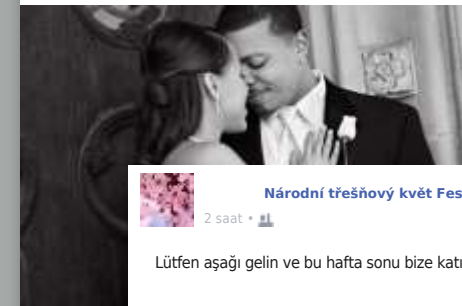 Národní třešňový květ Fes
2 saat •
Lütfen aşağı gelin ve bu hafta sonu bize katı